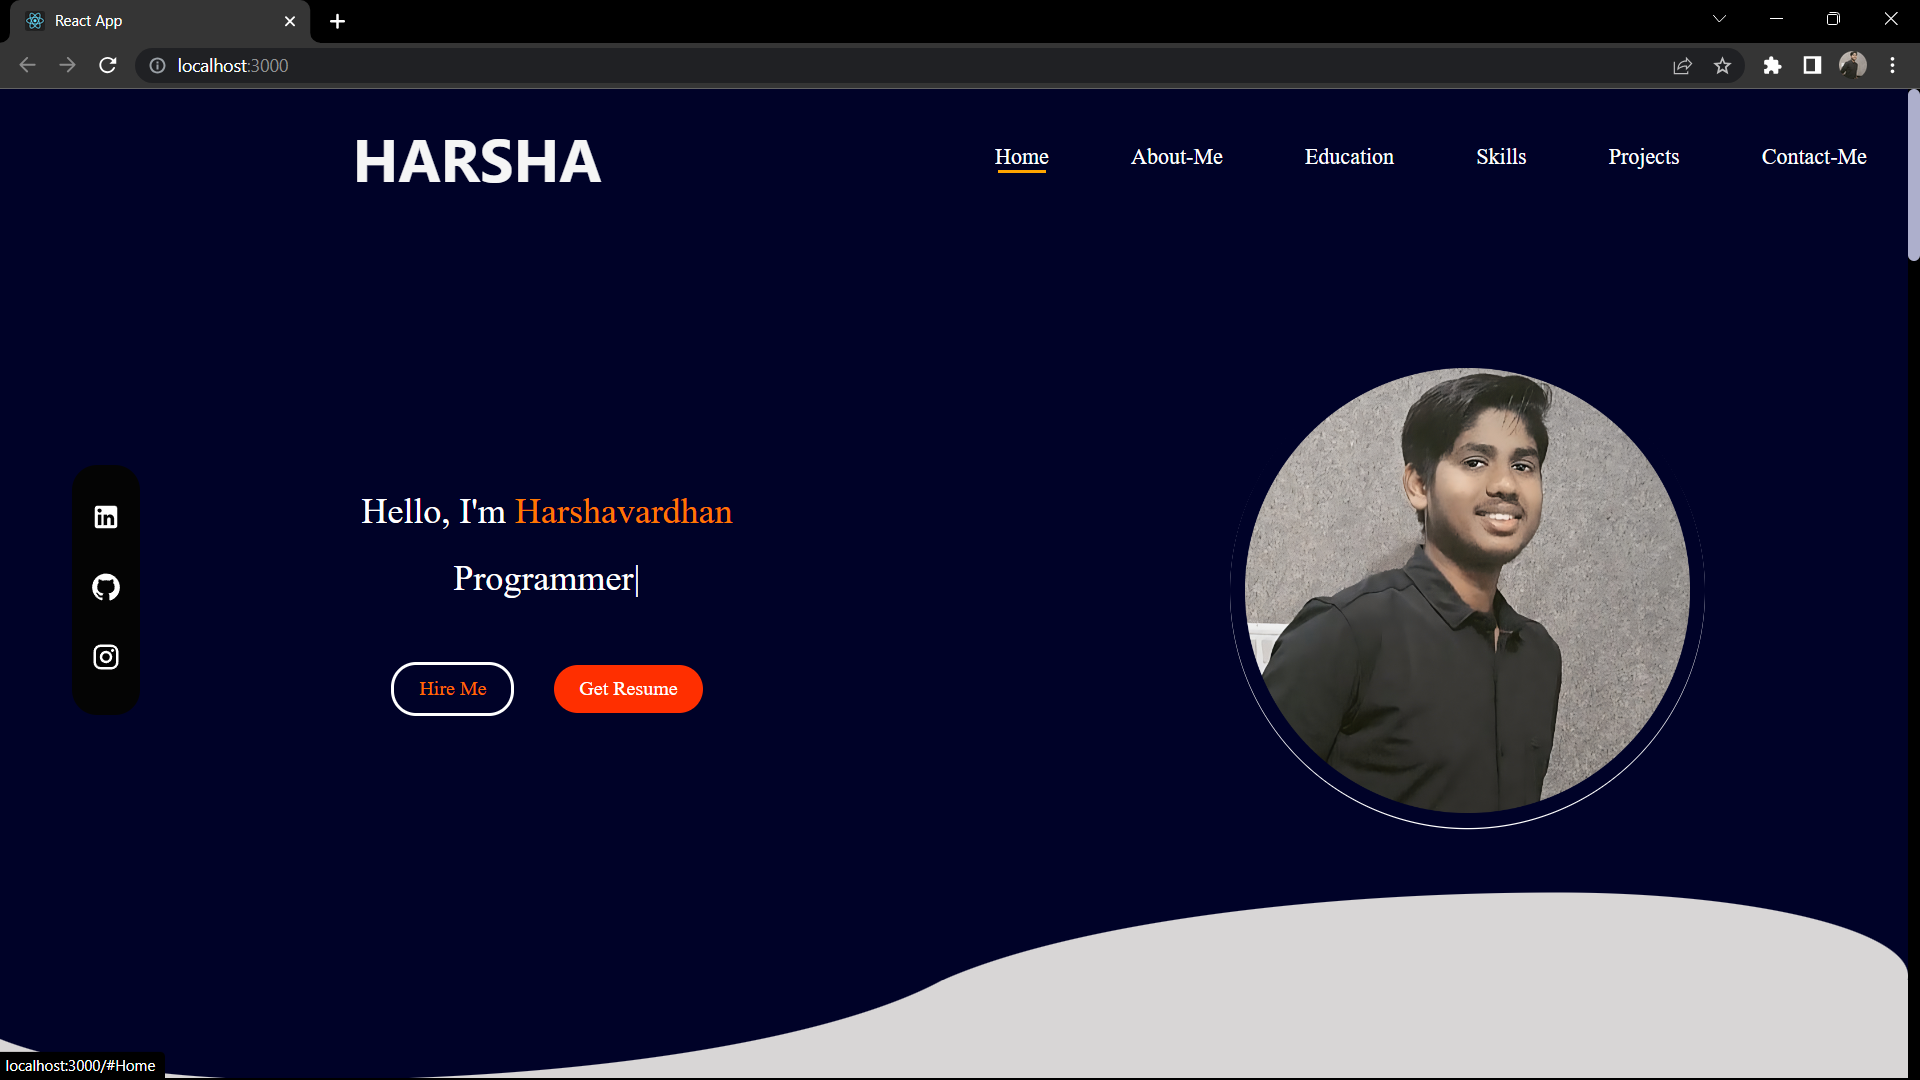 React App
localhost:3000
HARSHA
Home About-Me Education Skills Projects Contact-Me
Hello, I'm Harshavardhan
Programmer
Hire Me Get Resume
localhost:3000/#Home